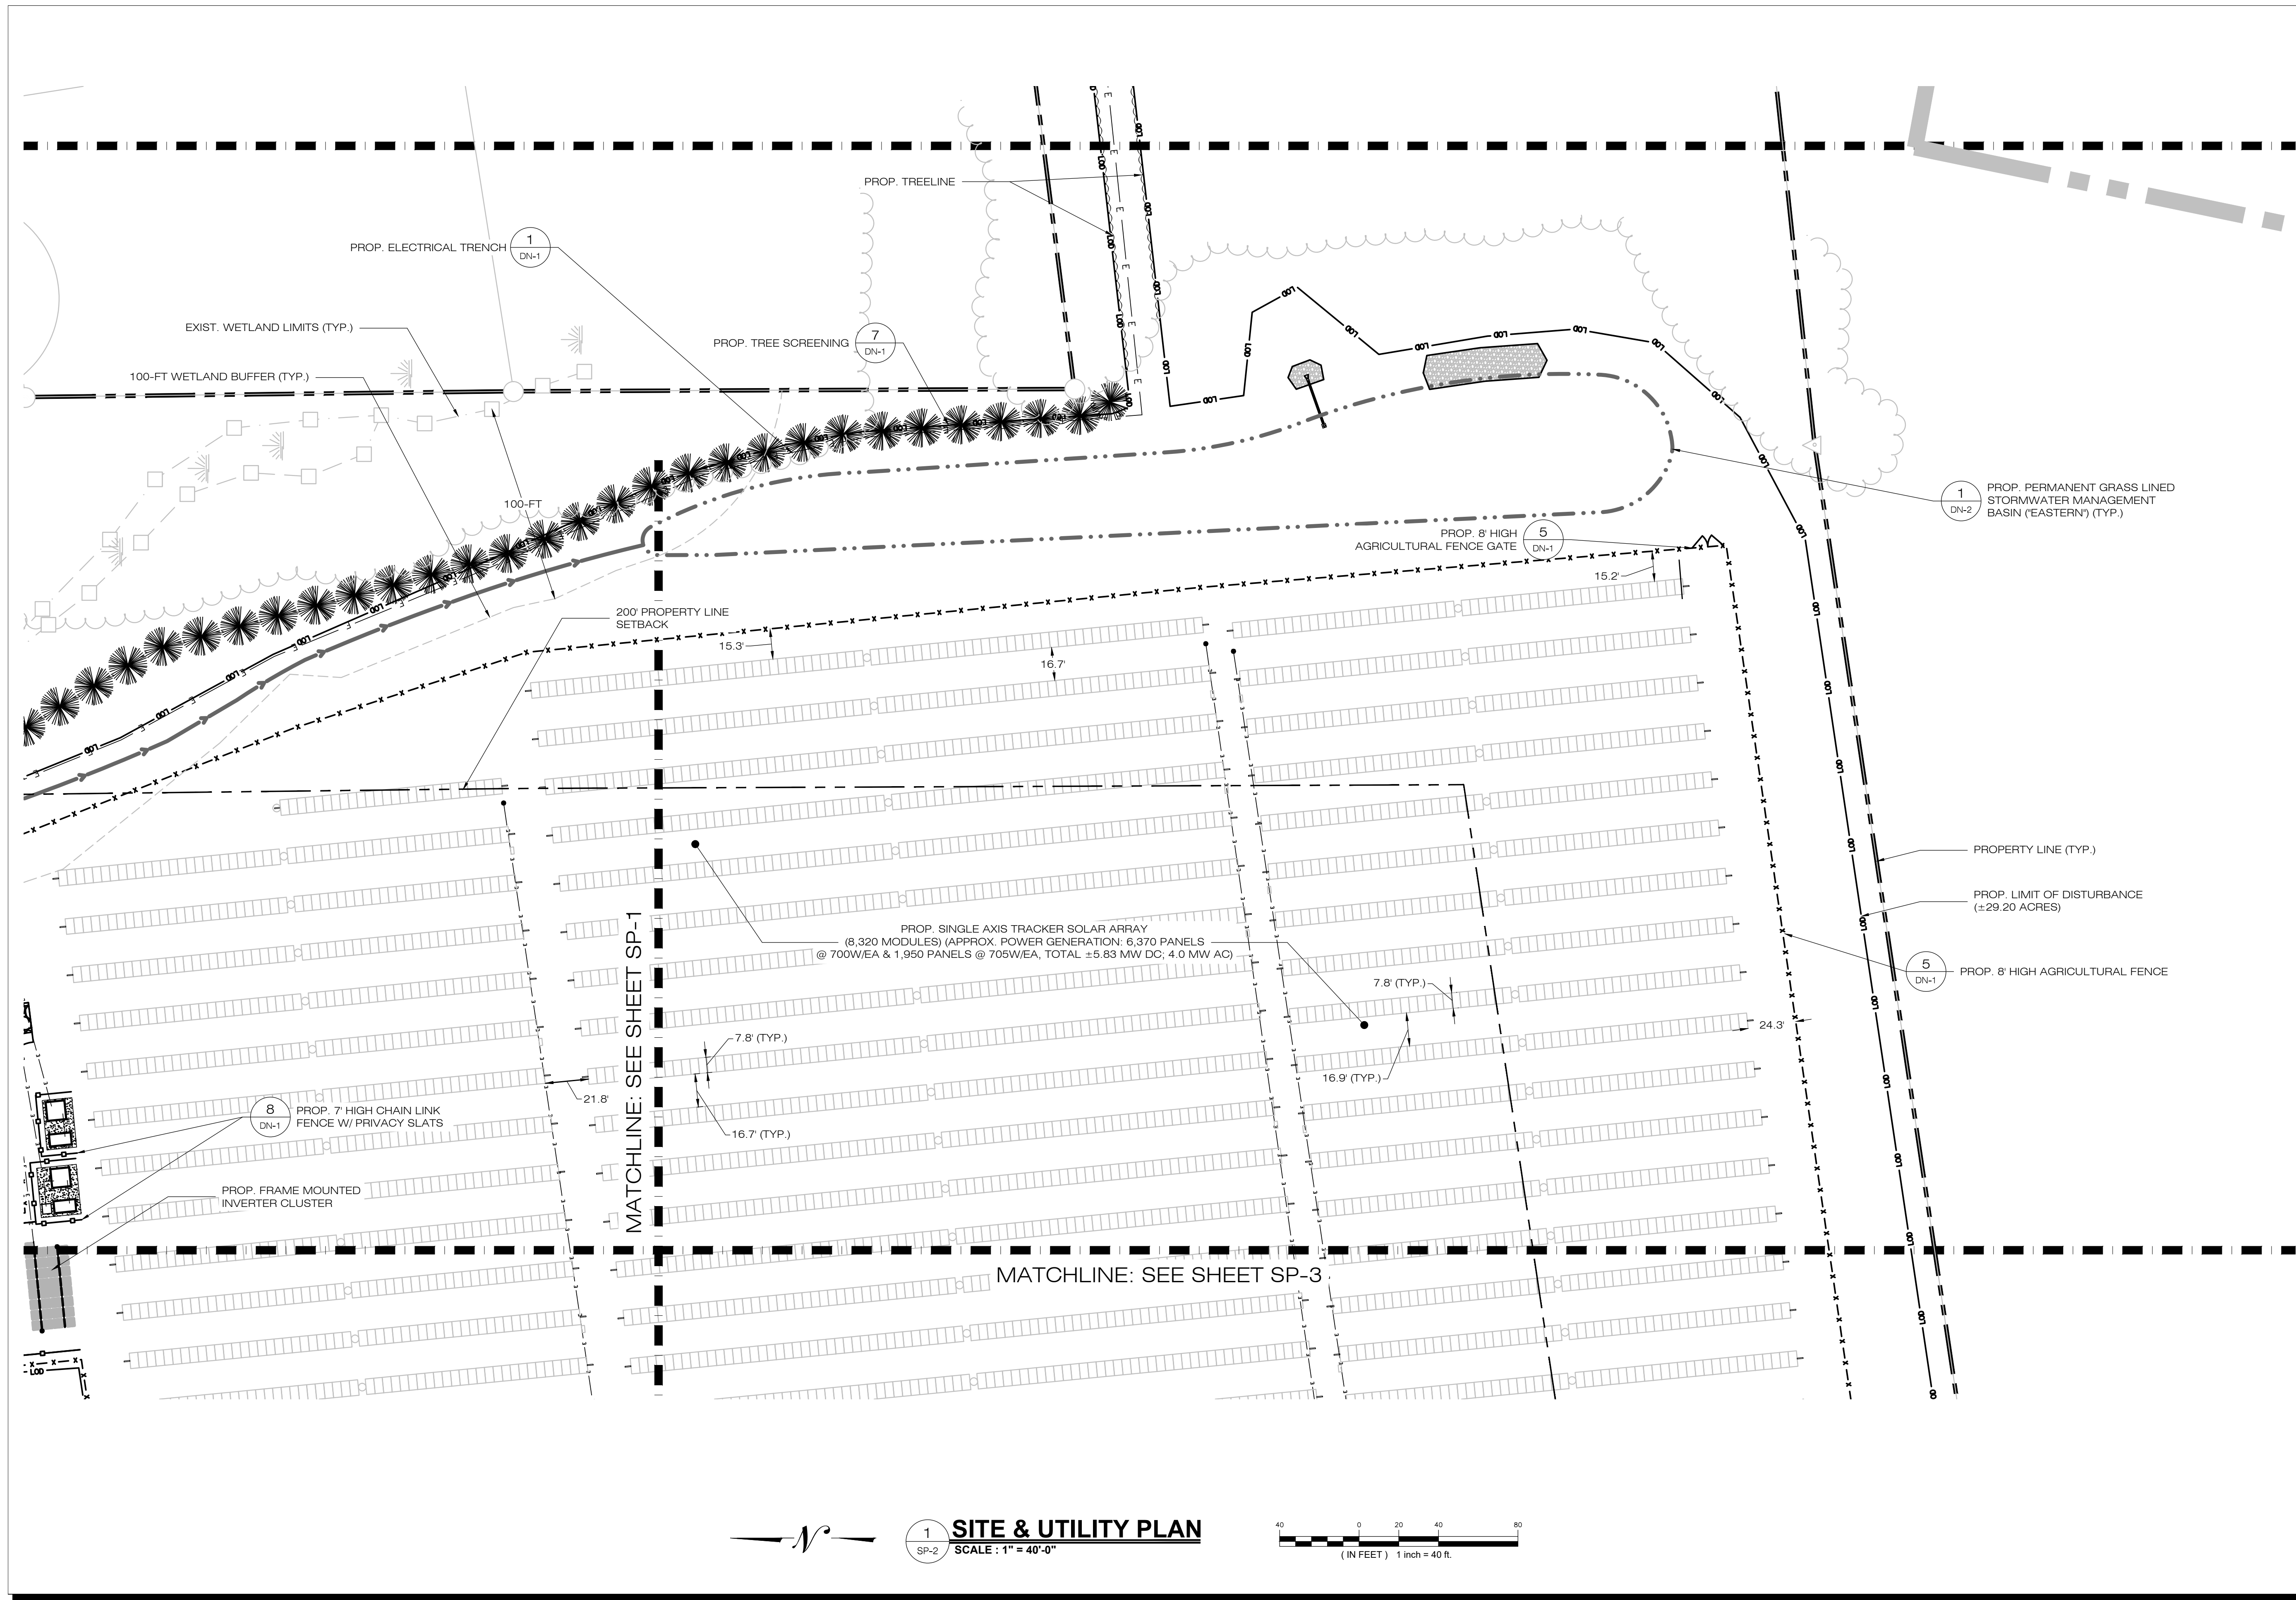 PROP. TREELINE
PROP. ELECTRICAL TRENCH
1
DN-1
EXIST. WETLAND LIMITS (TYP.)
PROP. TREE SCREENING
7
DN-1
100-FT WETLAND BUFFER (TYP.)
100-FT
1
DN-2
PROP. PERMANENT GRASS LINED
STORMWATER MANAGEMENT
BASIN ("EASTERN") (TYP.)
PROP. 8' HIGH
AGRICULTURAL FENCE GATE
5
DN-1
15.2'
200' PROPERTY LINE
SETBACK
15.3'
16.7'
PROPERTY LINE (TYP.)
PROP. LIMIT OF DISTURBANCE
(±29.20 ACRES)
PROP. SINGLE AXIS TRACKER SOLAR ARRAY
(8,320 MODULES) (APPROX. POWER GENERATION: 6,370 PANELS
@ 700W/EA & 1,950 PANELS @ 705W/EA, TOTAL ±5.83 MW DC; 4.0 MW AC)
5
DN-1
PROP. 8' HIGH AGRICULTURAL FENCE
7.8' (TYP.)
24.3'
7.8' (TYP.)
16.9' (TYP.)
21.8'
16.7' (TYP.)
MATCHLINE: SEE SHEET SP-1
8
DN-1
PROP. 7' HIGH CHAIN LINK
FENCE W/ PRIVACY SLATS
PROP. FRAME MOUNTED
INVERTER CLUSTER
MATCHLINE: SEE SHEET SP-3
LOD
E
N
1
SP-2
SITE & UTILITY PLAN
SCALE : 1" = 40'-0"
40 0 20 40 80
( IN FEET ) 1 inch = 40 ft.